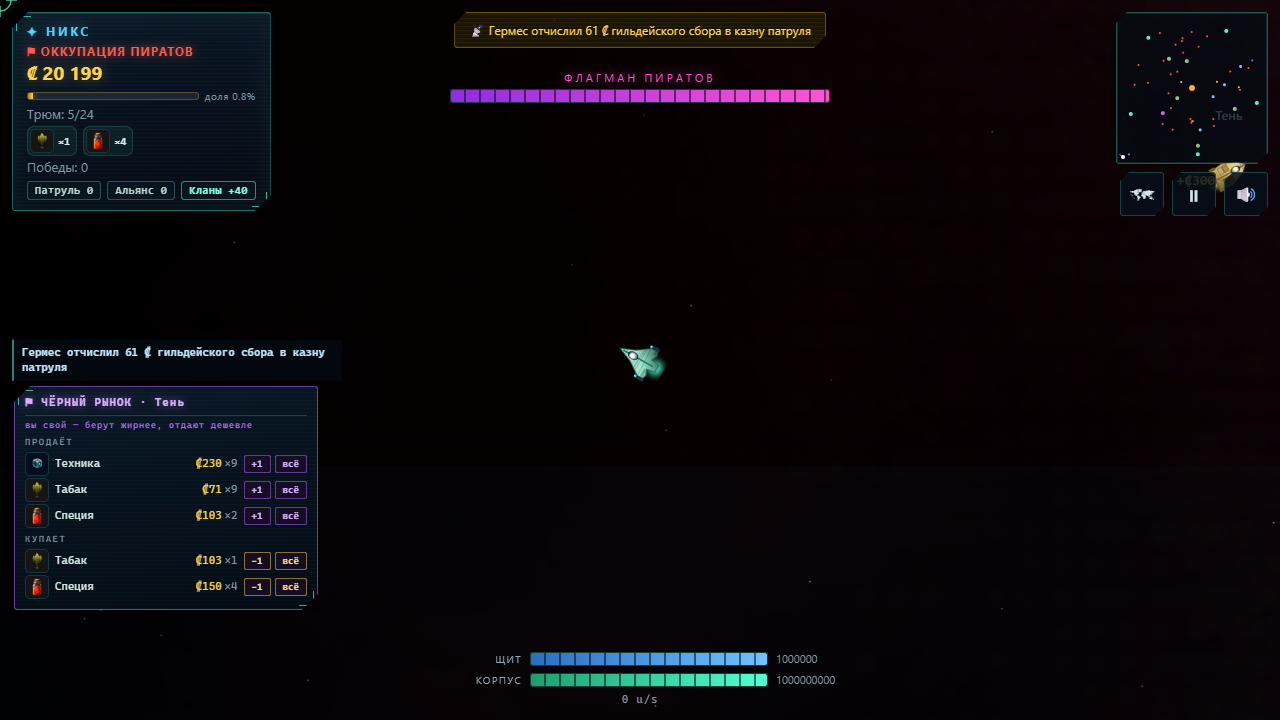 ✦ НИКС
⚑ ОККУПАЦИЯ ПИРАТОВ
₡ 20 199
доля 0.8%
Трюм: 5/24
×1
×4
Победы: 0
Патруль 0
Альянс 0
Кланы +40
Гермес отчислил 61 ₡ гильдейского сбора в казну патруля
ФЛАГМАН ПИРАТОВ
Тень
+₡300
Гермес отчислил 61 ₡ гильдейского сбора в казну
патруля
⚑ ЧЁРНЫЙ РЫНОК · Тень
вы свой — берут жирнее, отдают дешевле
ПРОДАЁТ
Техника ₡230 ×9 +1 всё
Табак ₡71 ×9 +1 всё
Специя ₡103 ×2 +1 всё
КУПАЕТ
Табак ₡103 ×1 −1 всё
Специя ₡150 ×4 −1 всё
ЩИТ 1000000
КОРПУС 1000000000
0 u/s